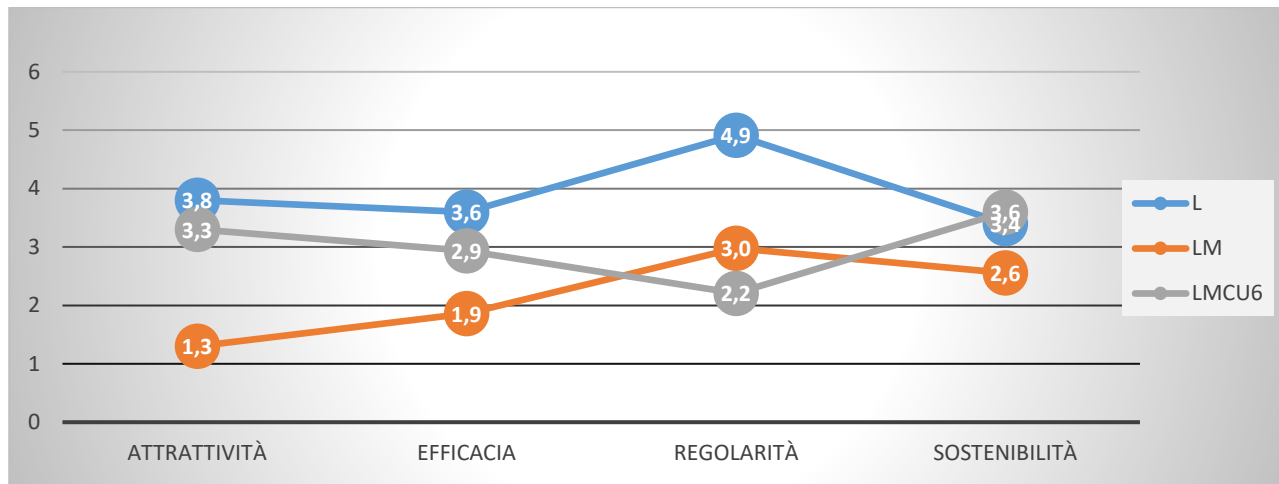 6
5
4
3
2
1
0
3,8
3,6
4,9
3,4
1,3
1,9
3,0
2,6
3,3
2,9
2,2
3,6
ATTRATTIVITÀ
EFFICACIA
REGOLARITÀ
SOSTENIBILITÀ
L
LM
LMCU6